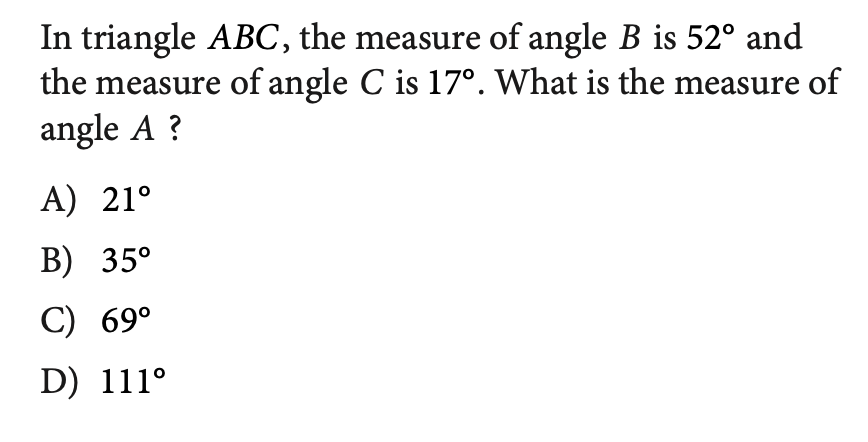 In triangle ABC, the measure of angle B is 52° and
the measure of angle C is 17°. What is the measure of
angle A ?
A) 21°
B) 35°
C) 69°
D) 111°